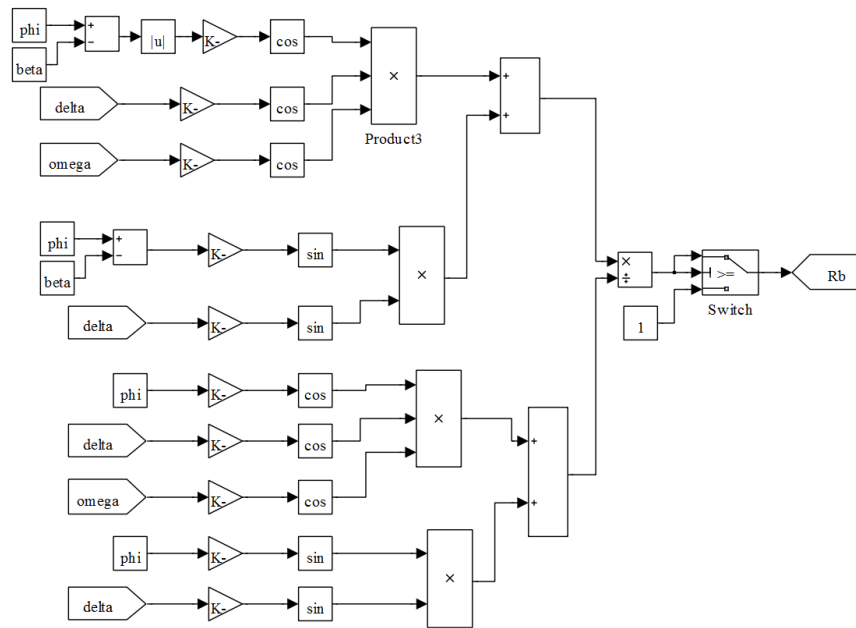 phi
+
−
beta
|u|
K-
cos
delta
K-
cos
omega
K-
cos
×
Product3
+
+
phi
+
−
beta
K-
sin
delta
K-
sin
×
×
÷
1
>=
Switch
Rb
phi
K-
cos
delta
K-
cos
omega
K-
cos
×
+
+
phi
K-
sin
delta
K-
sin
×